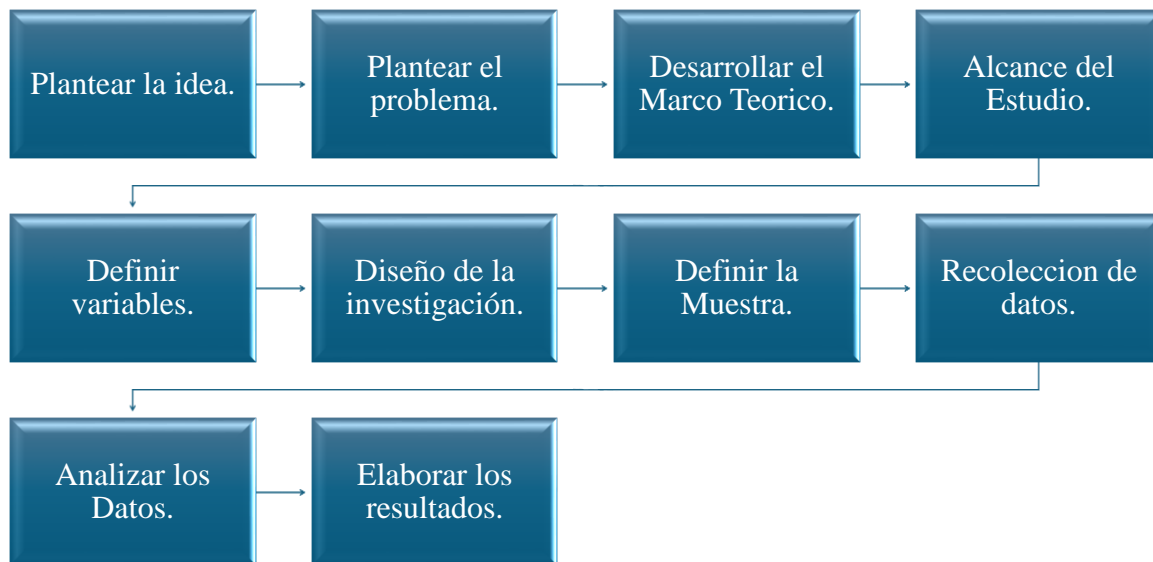 Plantear la idea.
Plantear el
problema.
Desarrollar el
Marco Teorico.
Alcance del
Estudio.
Definir
variables.
Diseño de la
investigación.
Definir la
Muestra.
Recoleccion de
datos.
Analizar los
Datos.
Elaborar los
resultados.